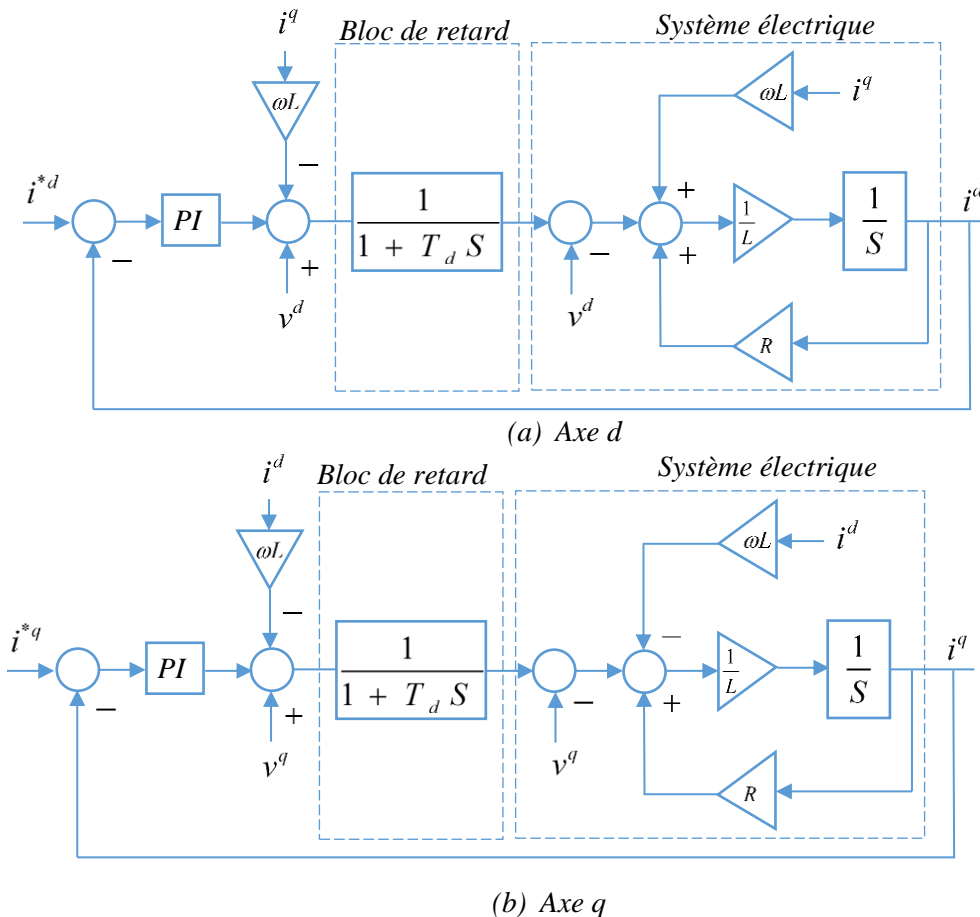 i^q
Bloc de retard
Système électrique
ωL
ωL
i^q
−
+
i^{*d}
PI
1
1 + T_d S
1
L
1
S
−
+
−
+
v^d
v^d
R
(a) Axe d
i^d
Bloc de retard
Système électrique
ωL
ωL
i^d
−
−
i^{*q}
PI
1
1 + T_d S
1
L
1
S
i^q
−
+
−
+
v^q
v^q
R
(b) Axe q